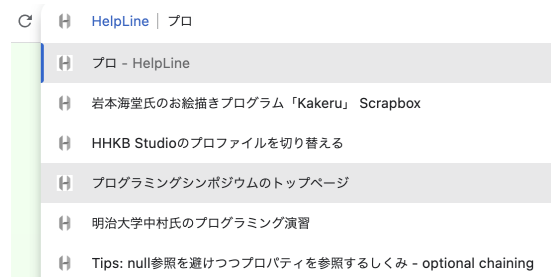 HelpLine | プロ
プロ - HelpLine
岩本海堂氏のお絵描きプログラム「Kakeru」 Scrapbox
HHKB Studioのプロファイルを切り替える
プログラミングシンポジウムのトップページ
明治大学中村氏のプログラミング演習
Tips: null参照を避けつつプロパティを参照するしくみ - optional chaining